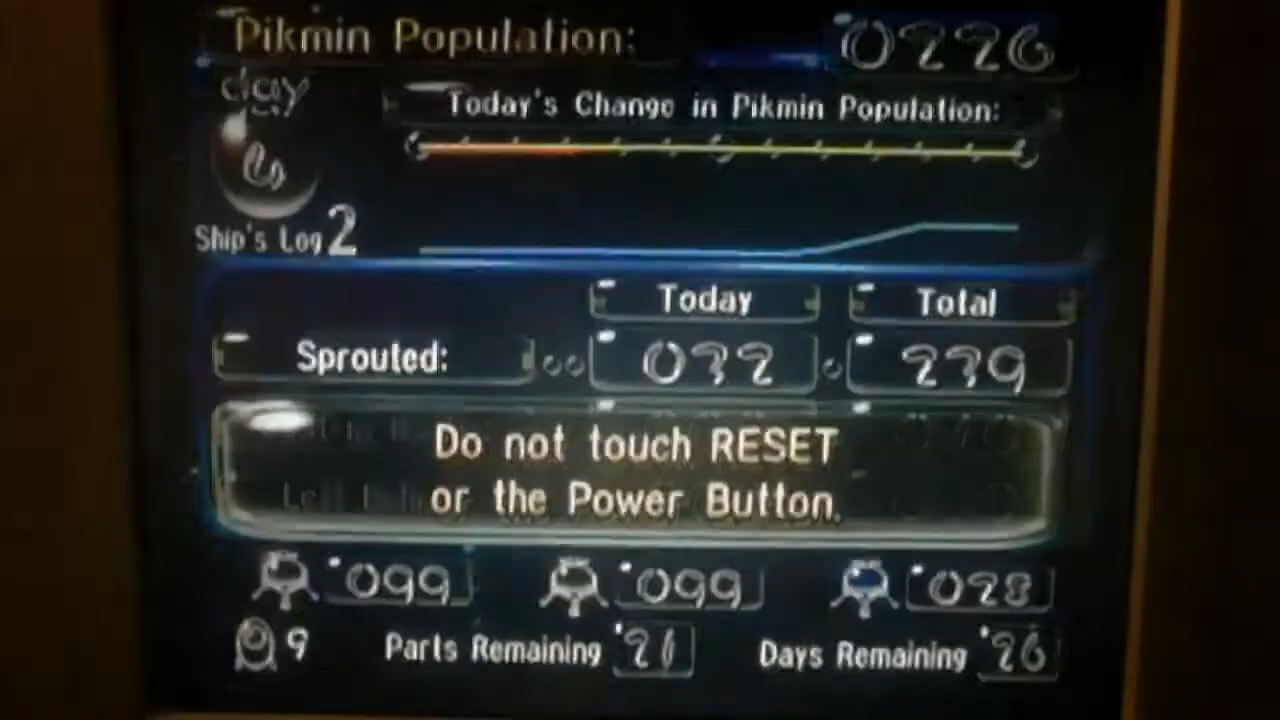 Pikmin Population: 0226
day
4
Today's Change in Pikmin Population:
Ship's Log 2
Today Total
Sprouted: 032 239
Do not touch RESET
or the Power Button.
099 099 028
9 Parts Remaining 21 Days Remaining 26